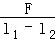 F
l₁ - l₂